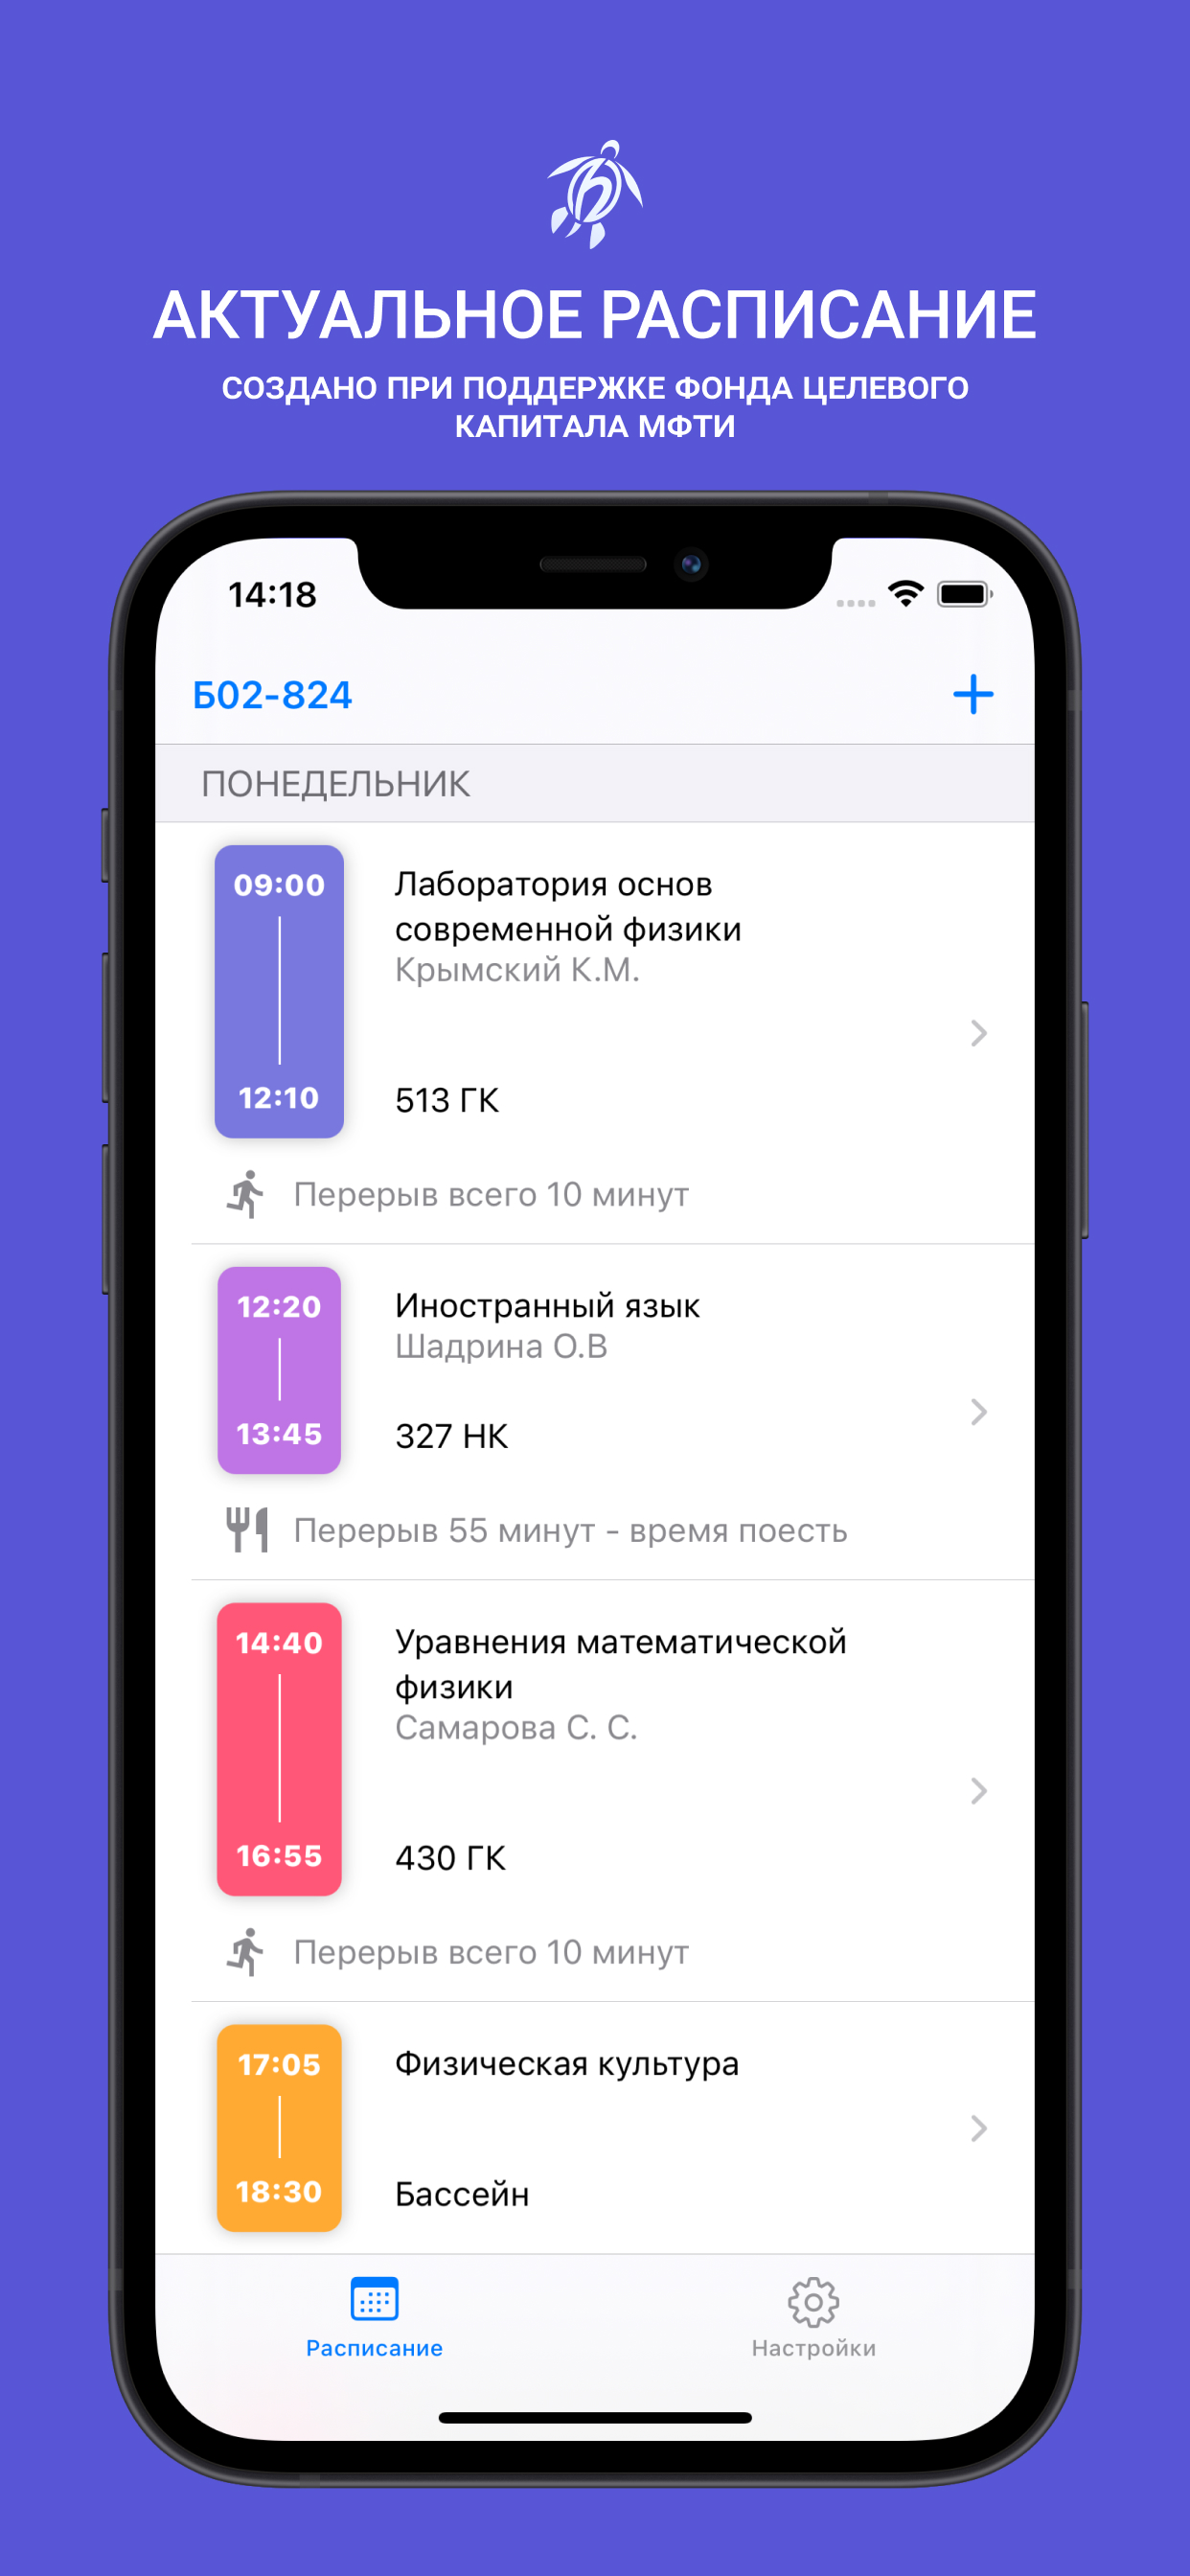 АКТУАЛЬНОЕ РАСПИСАНИЕ
СОЗДАНО ПРИ ПОДДЕРЖКЕ ФОНДА ЦЕЛЕВОГО
КАПИТАЛА МФТИ
14:18
Б02-824
ПОНЕДЕЛЬНИК
09:00
Лаборатория основ
современной физики
Крымский К.М.
12:10
513 ГК
Перерыв всего 10 минут
12:20
Иностранный язык
Шадрина О.В
13:45
327 НК
Перерыв 55 минут - время поесть
14:40
Уравнения математической
физики
Самарова С. С.
16:55
430 ГК
Перерыв всего 10 минут
17:05
Физическая культура
18:30
Бассейн
Расписание
Настройки